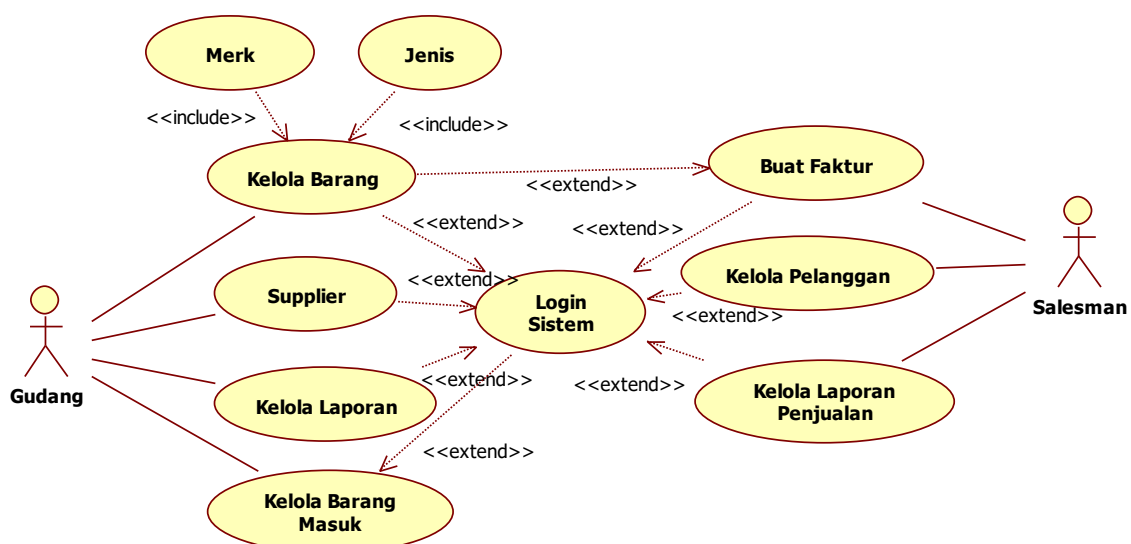 Merk
Jenis
<<include>>
<<include>>
Kelola Barang
Buat Faktur
<<extend>>
<<extend>>
<<extend>>
Supplier
<<extend>>
Login
Sistem
Kelola Pelanggan
<<extend>>
Salesman
Gudang
Kelola Laporan
<<extend>>
<<extend>>
Kelola Laporan
Penjualan
<<extend>>
Kelola Barang
Masuk